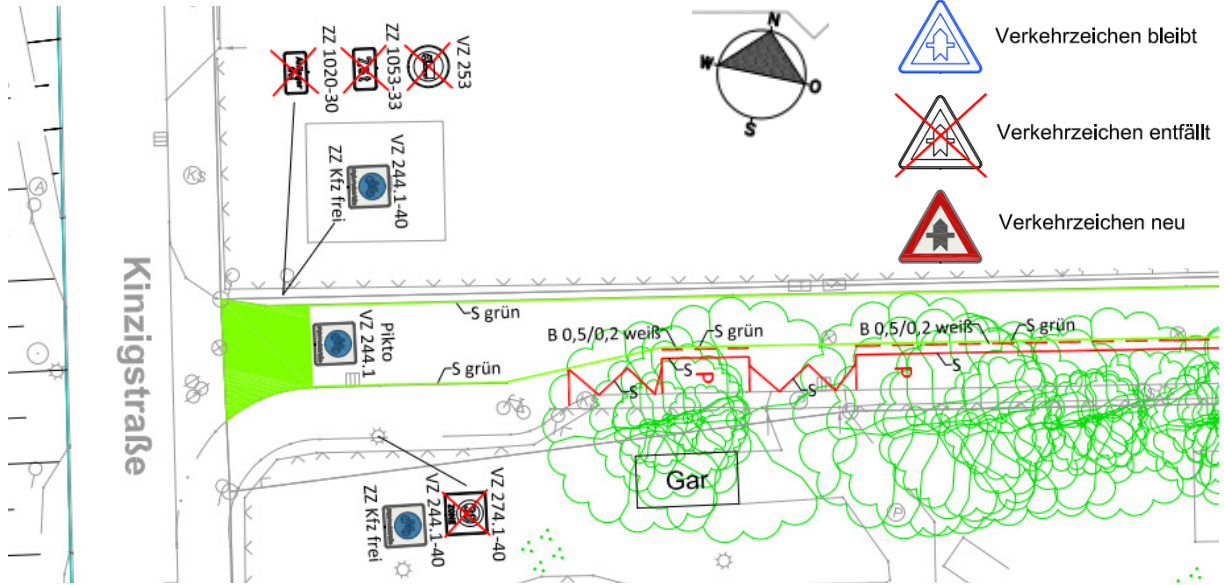 VZ 253
ZZ 1053-33
ZZ 1020-30
VZ 244.1-40
ZZ Kfz frei
N
W
O
S
Verkehrzeichen bleibt
Verkehrzeichen entfällt
Verkehrzeichen neu
Kinzigstraße
A
Ks
S grün
Pikto
VZ 244.1
S grün
B 0,5/0,2 weiß
S grün
S
S
P
S
B 0,5/0,2 weiß
S grün
S
P
Ks
Gar
P
VZ 274.1-40
VZ 244.1-40
ZZ Kfz frei
ZONE